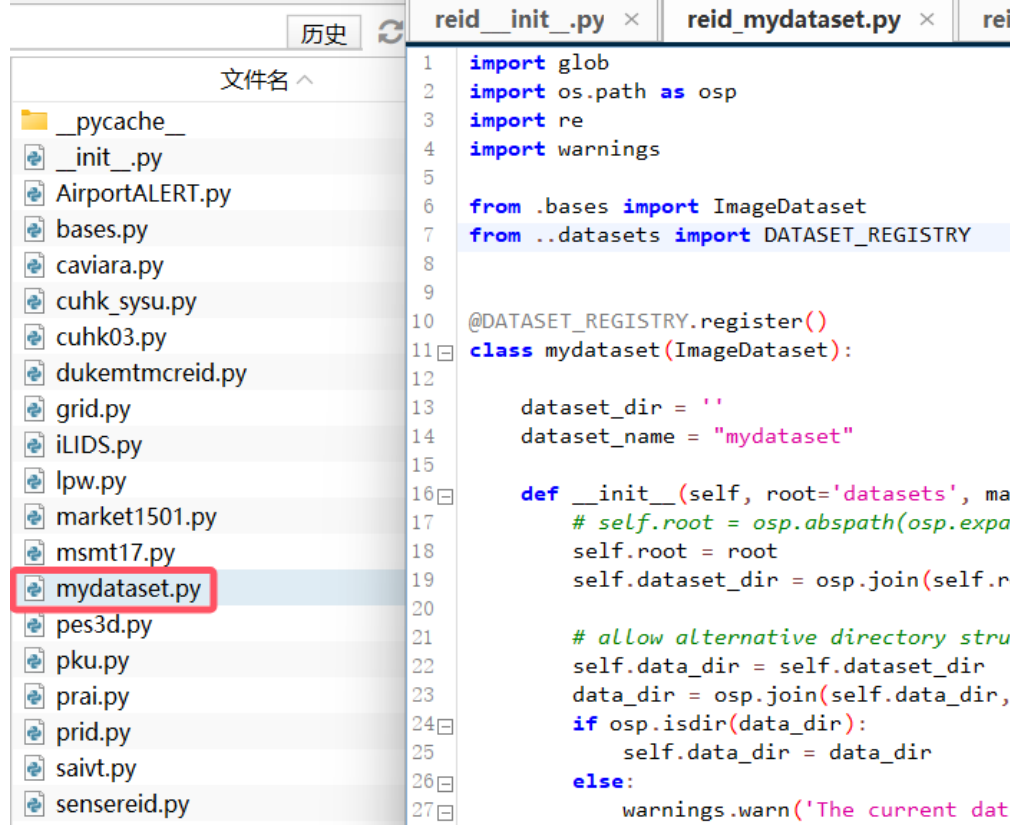 历史
文件名
__pycache__
__init__.py
AirportALERT.py
bases.py
caviara.py
cuhk_sysu.py
cuhk03.py
dukemtmcreid.py
grid.py
iLIDS.py
lpw.py
market1501.py
msmt17.py
mydataset.py
pes3d.py
pku.py
prai.py
prid.py
saivt.py
sensereid.py
reid__init_.py × reid_mydataset.py × rei
1 import glob
2 import os.path as osp
3 import re
4 import warnings
5
6 from .bases import ImageDataset
7 from ..datasets import DATASET_REGISTRY
8
9
10 @DATASET_REGISTRY.register()
11 class mydataset(ImageDataset):
12
13     dataset_dir = ''
14     dataset_name = "mydataset"
15
16     def __init__(self, root='datasets', ma
17         # self.root = osp.abspath(osp.expa
18         self.root = root
19         self.dataset_dir = osp.join(self.r
20
21         # allow alternative directory stru
22         self.data_dir = self.dataset_dir
23         data_dir = osp.join(self.data_dir,
24         if osp.isdir(data_dir):
25             self.data_dir = data_dir
26         else:
27             warnings.warn('The current dat